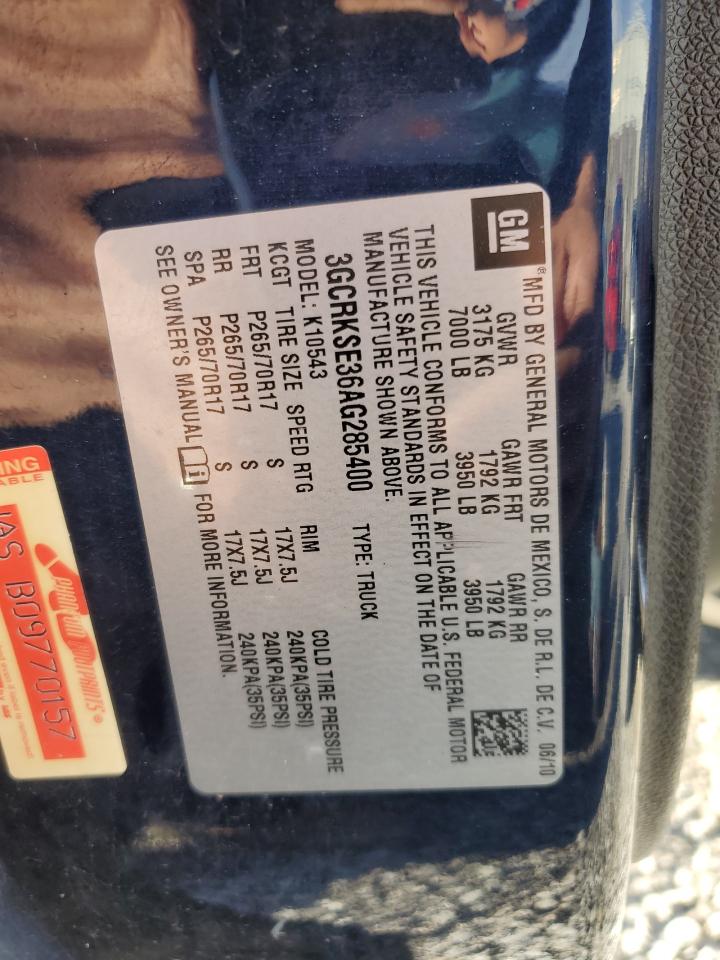 GM
®
MFD BY GENERAL MOTORS DE MEXICO, S. DE R.L. DE C.V. 06/10
GVWR GAWR FRT GAWR RR
3175 KG 1792 KG 1792 KG
7000 LB 3950 LB 3950 LB
THIS VEHICLE CONFORMS TO ALL APPLICABLE U.S. FEDERAL MOTOR
VEHICLE SAFETY STANDARDS IN EFFECT ON THE DATE OF
MANUFACTURE SHOWN ABOVE.
3GCRKSE36AG285400 TYPE: TRUCK
MODEL: K10543
KCGT TIRE SIZE SPEED RTG RIM COLD TIRE PRESSURE
FRT P265/70R17 S 17X7.5J 240KPA(35PSI)
RR P265/70R17 S 17X7.5J 240KPA(35PSI)
SPA P265/70R17 S 17X7.5J 240KPA(35PSI)
SEE OWNER'S MANUAL i FOR MORE INFORMATION.
ING
ABLE
B09770157